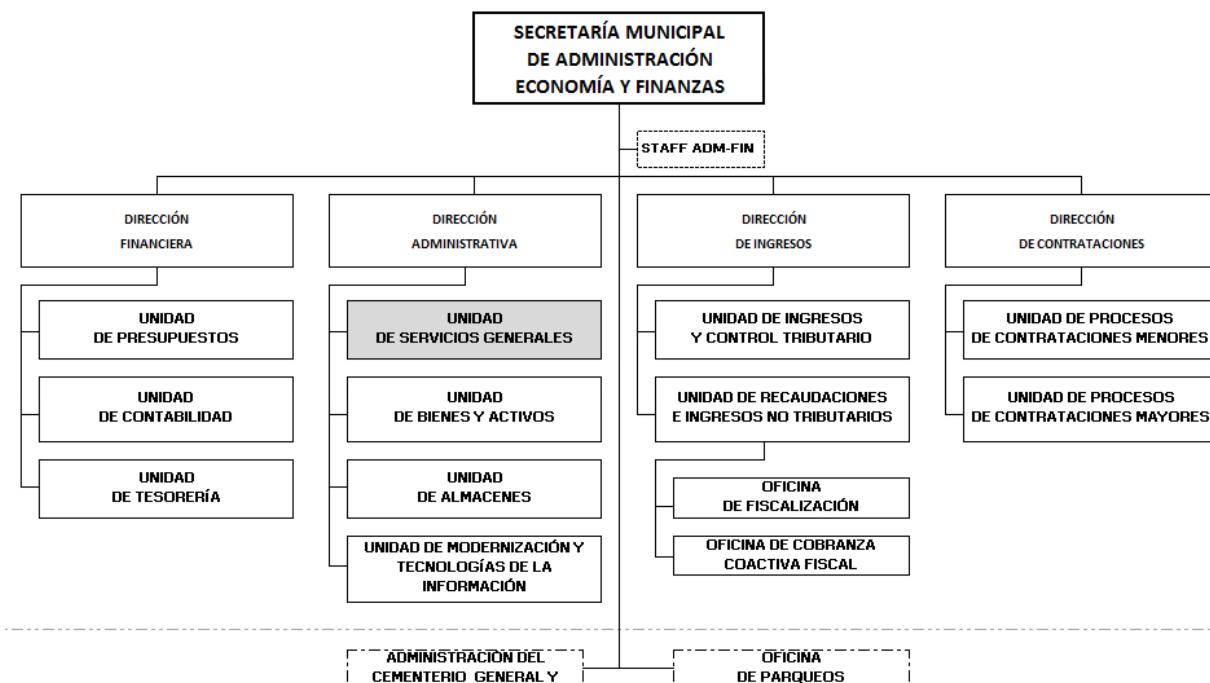 SECRETARÍA MUNICIPAL
DE ADMINISTRACIÓN
ECONOMÍA Y FINANZAS
STAFF ADM-FIN
DIRECCIÓN
FINANCIERA
DIRECCIÓN
ADMINISTRATIVA
DIRECCIÓN
DE INGRESOS
DIRECCIÓN
DE CONTRATACIONES
UNIDAD
DE PRESUPUESTOS
UNIDAD
DE SERVICIOS GENERALES
UNIDAD DE INGRESOS
Y CONTROL TRIBUTARIO
UNIDAD DE PROCESOS
DE CONTRATACIONES MENORES
UNIDAD
DE CONTABILIDAD
UNIDAD
DE BIENES Y ACTIVOS
UNIDAD DE RECAUDACIONES
E INGRESOS NO TRIBUTARIOS
UNIDAD DE PROCESOS
DE CONTRATACIONES MAYORES
UNIDAD
DE TESORERÍA
UNIDAD
DE ALMACENES
OFICINA
DE FISCALIZACIÓN
UNIDAD DE MODERNIZACIÓN Y
TECNOLOGÍAS DE LA
INFORMACIÓN
OFICINA DE COBRANZA
COACTIVA FISCAL
ADMINISTRACIÓN DEL
CEMENTERIO GENERAL Y
OFICINA
DE PARQUEOS